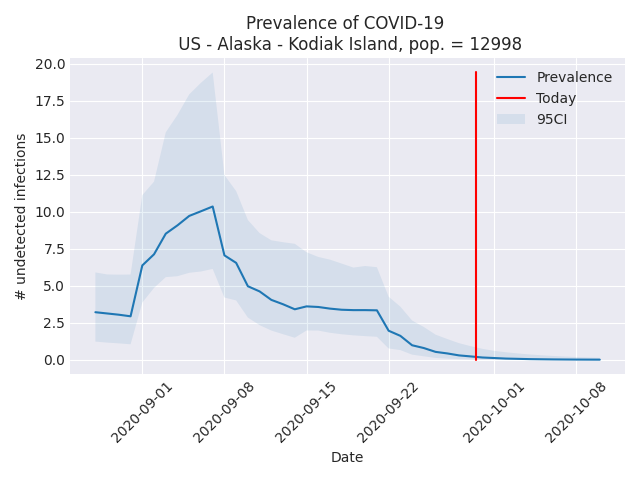 Prevalence of COVID-19
US - Alaska - Kodiak Island, pop. = 12998
20.0
17.5
15.0
12.5
10.0
7.5
5.0
2.5
0.0
# undetected infections
Prevalence
Today
95CI
2020-09-01
2020-09-08
2020-09-15
2020-09-22
2020-10-01
2020-10-08
Date